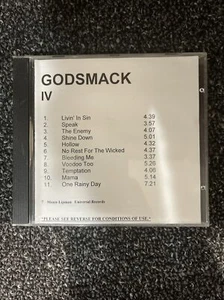 GODSMACK
IV
1. Livin' In Sin 4.39
2. Speak 3.57
3. The Enemy 4.07
4. Shine Down 5.01
5. Hollow 4.32
6. No Rest For The Wicked 4.37
7. Bleeding Me 3.37
8. Voodoo Too 5.26
9. Temptation 4.06
10. Mama 5.14
11. One Rainy Day 7.21
Universal Records
"PLEASE SEE REVERSE FOR CONDITIONS OF USE."